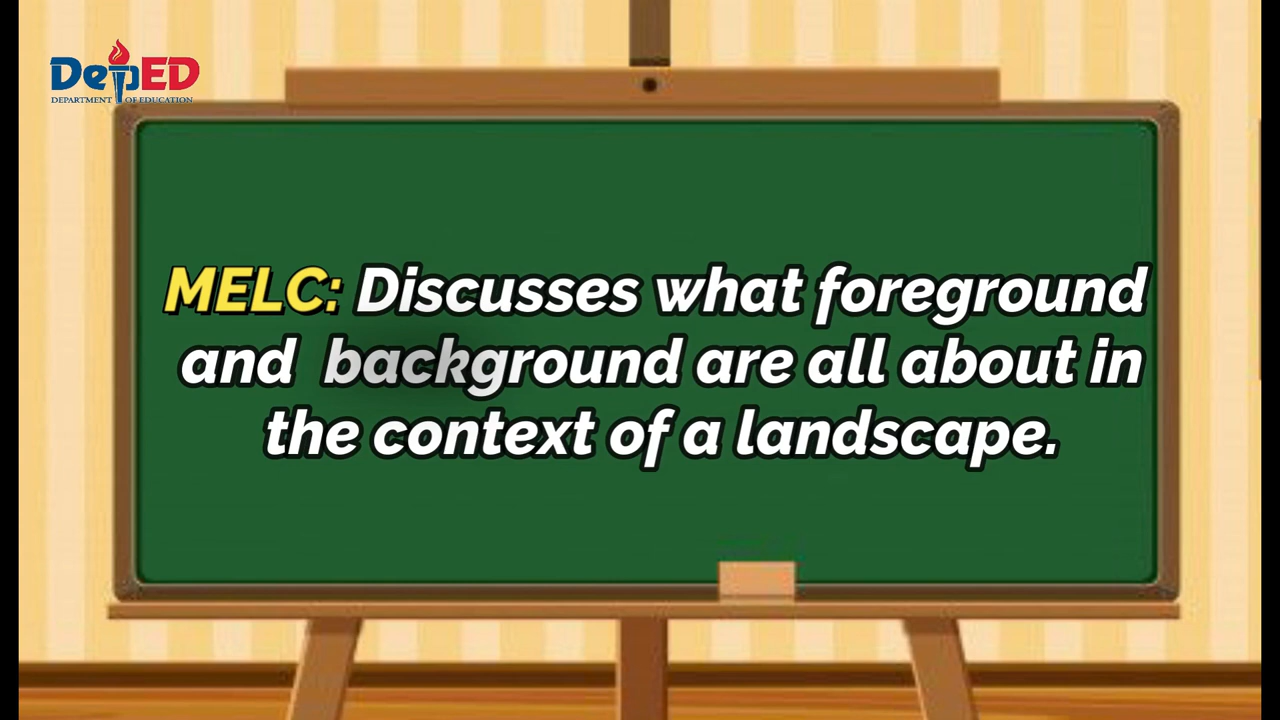 DepED
DEPARTMENT OF EDUCATION
MELC: Discusses what foreground
and background are all about in
the context of a landscape.